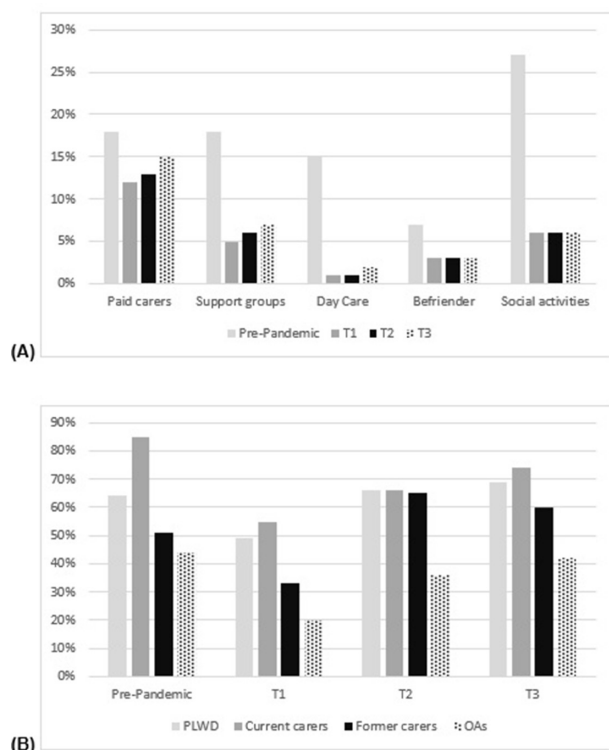 30%
25%
20%
15%
10%
5%
0%
Paid carers Support groups Day Care Befriender Social activities
Pre-Pandemic T1 T2 T3
(A)
90%
80%
70%
60%
50%
40%
30%
20%
10%
0%
Pre-Pandemic T1 T2 T3
PLWD Current carers Former carers OAs
(B)